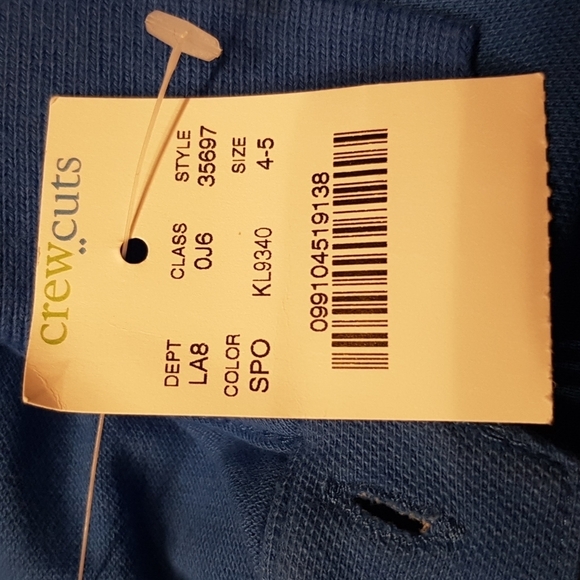 crewcuts
DEPT CLASS STYLE
LA8 0J6 35697
COLOR SIZE
SPO KL9340 4-5
099104519138